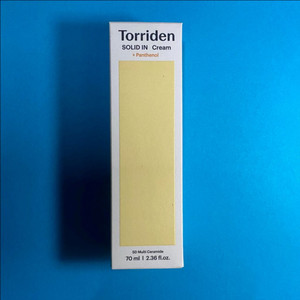 Torriden
SOLID IN Cream
+ Panthenol
5D-Multi Ceramide
70 ml | 2.36 fl.oz.